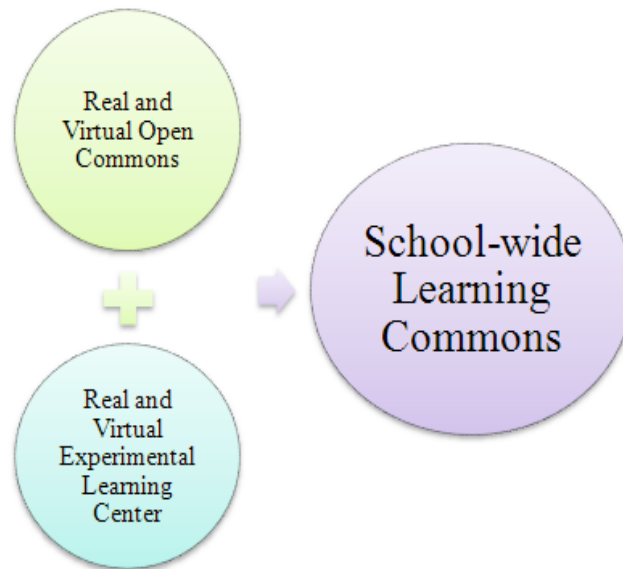 Real and
Virtual Open
Commons
School-wide
Learning
Commons
Real and
Virtual
Experimental
Learning
Center